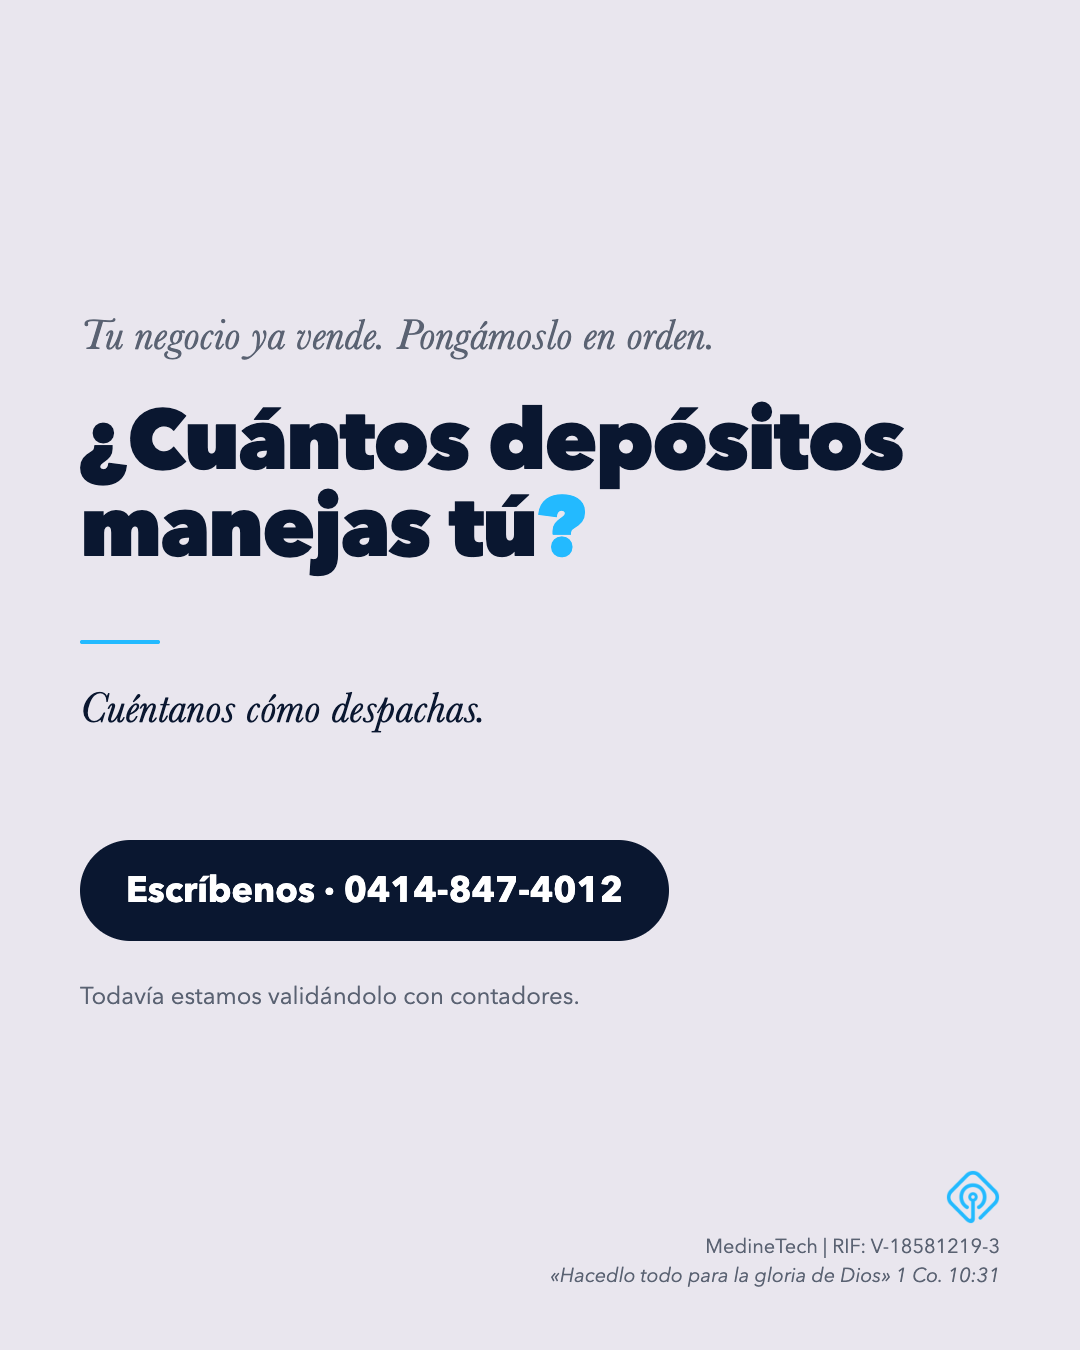 Tu negocio ya vende. Pongámoslo en orden.
¿Cuántos depósitos
manejas tú?
Cuéntanos cómo despachas.
Escríbenos · 0414-847-4012
Todavía estamos validándolo con contadores.
MedineTech | RIF: V-18581219-3
«Hacedlo todo para la gloria de Dios» 1 Co. 10:31